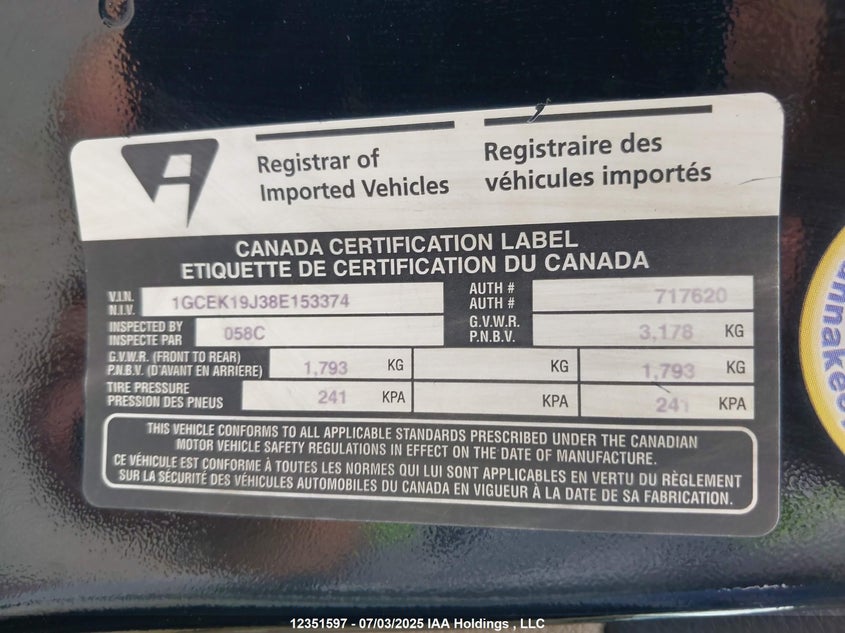 Registrar of
Imported Vehicles
Registraire des
véhicules importés
CANADA CERTIFICATION LABEL
ETIQUETTE DE CERTIFICATION DU CANADA
V.I.N.
N.I.V.
1GCEK19J38E153374
AUTH #
AUTH #
717620
INSPECTED BY
INSPECTE PAR
058C
G.V.W.R.
P.N.B.V.
3,178 KG
G.V.W.R. (FRONT TO REAR)
P.N.B.V. (D'AVANT EN ARRIÈRE)
1,793 KG
KG
1,793 KG
TIRE PRESSURE
PRESSION DES PNEUS
241 KPA
KPA
241 KPA
THIS VEHICLE CONFORMS TO ALL APPLICABLE STANDARDS PRESCRIBED UNDER THE CANADIAN
MOTOR VEHICLE SAFETY REGULATIONS IN EFFECT ON THE DATE OF MANUFACTURE.
CE VÉHICULE EST CONFORME À TOUTES LES NORMES QUI LUI SONT APPLICABLES EN VERTU DU RÈGLEMENT
SUR LA SÉCURITÉ DES VÉHICULES AUTOMOBILES DU CANADA EN VIGUEUR À LA DATE DE SA FABRICATION.
12351597 - 07/03/2025 IAA Holdings , LLC